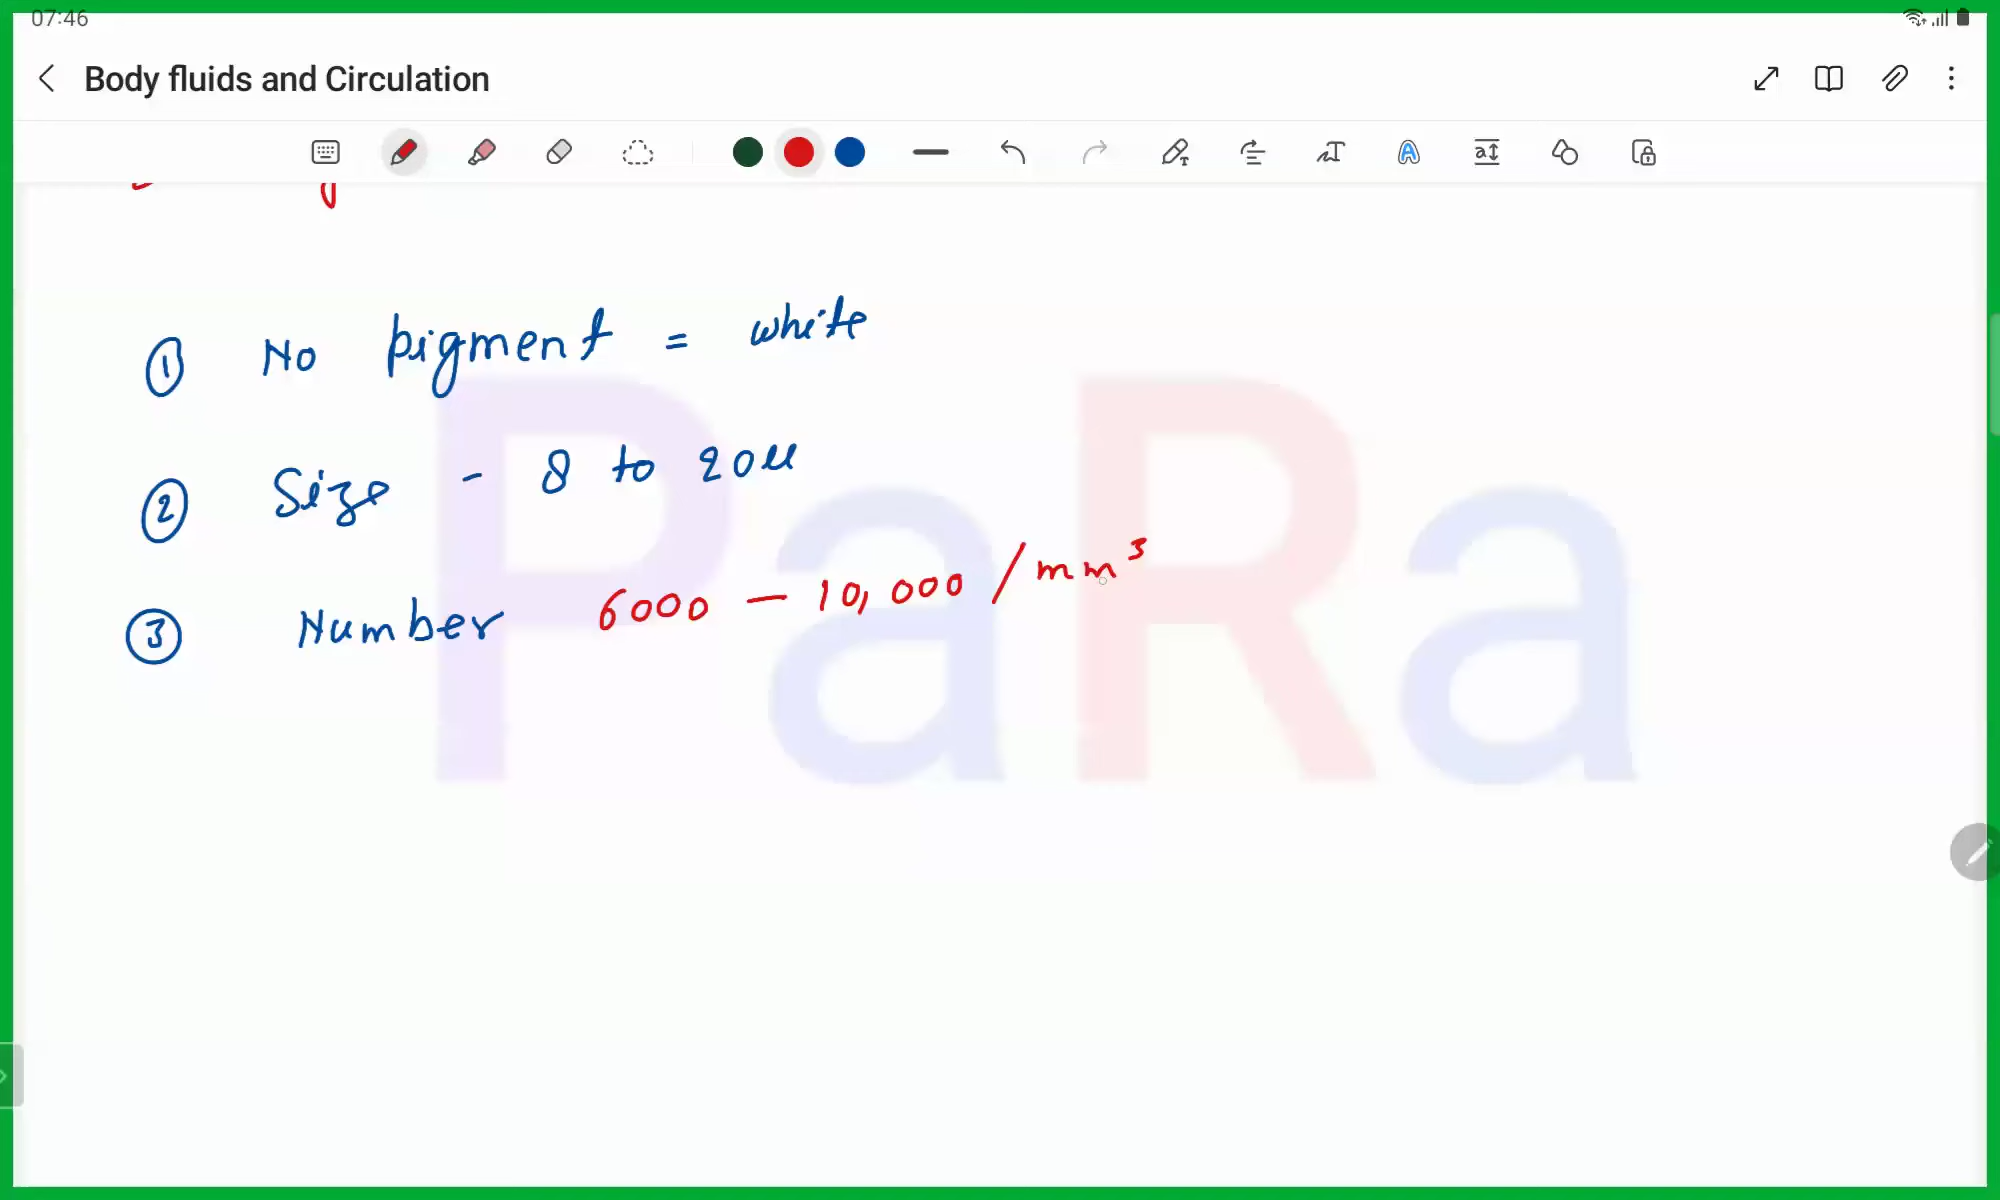 07:46
Body fluids and Circulation
① No pigment = white
② Size - 8 to 20µ
③ Number 6000 — 10,000 / mm³
PaRa